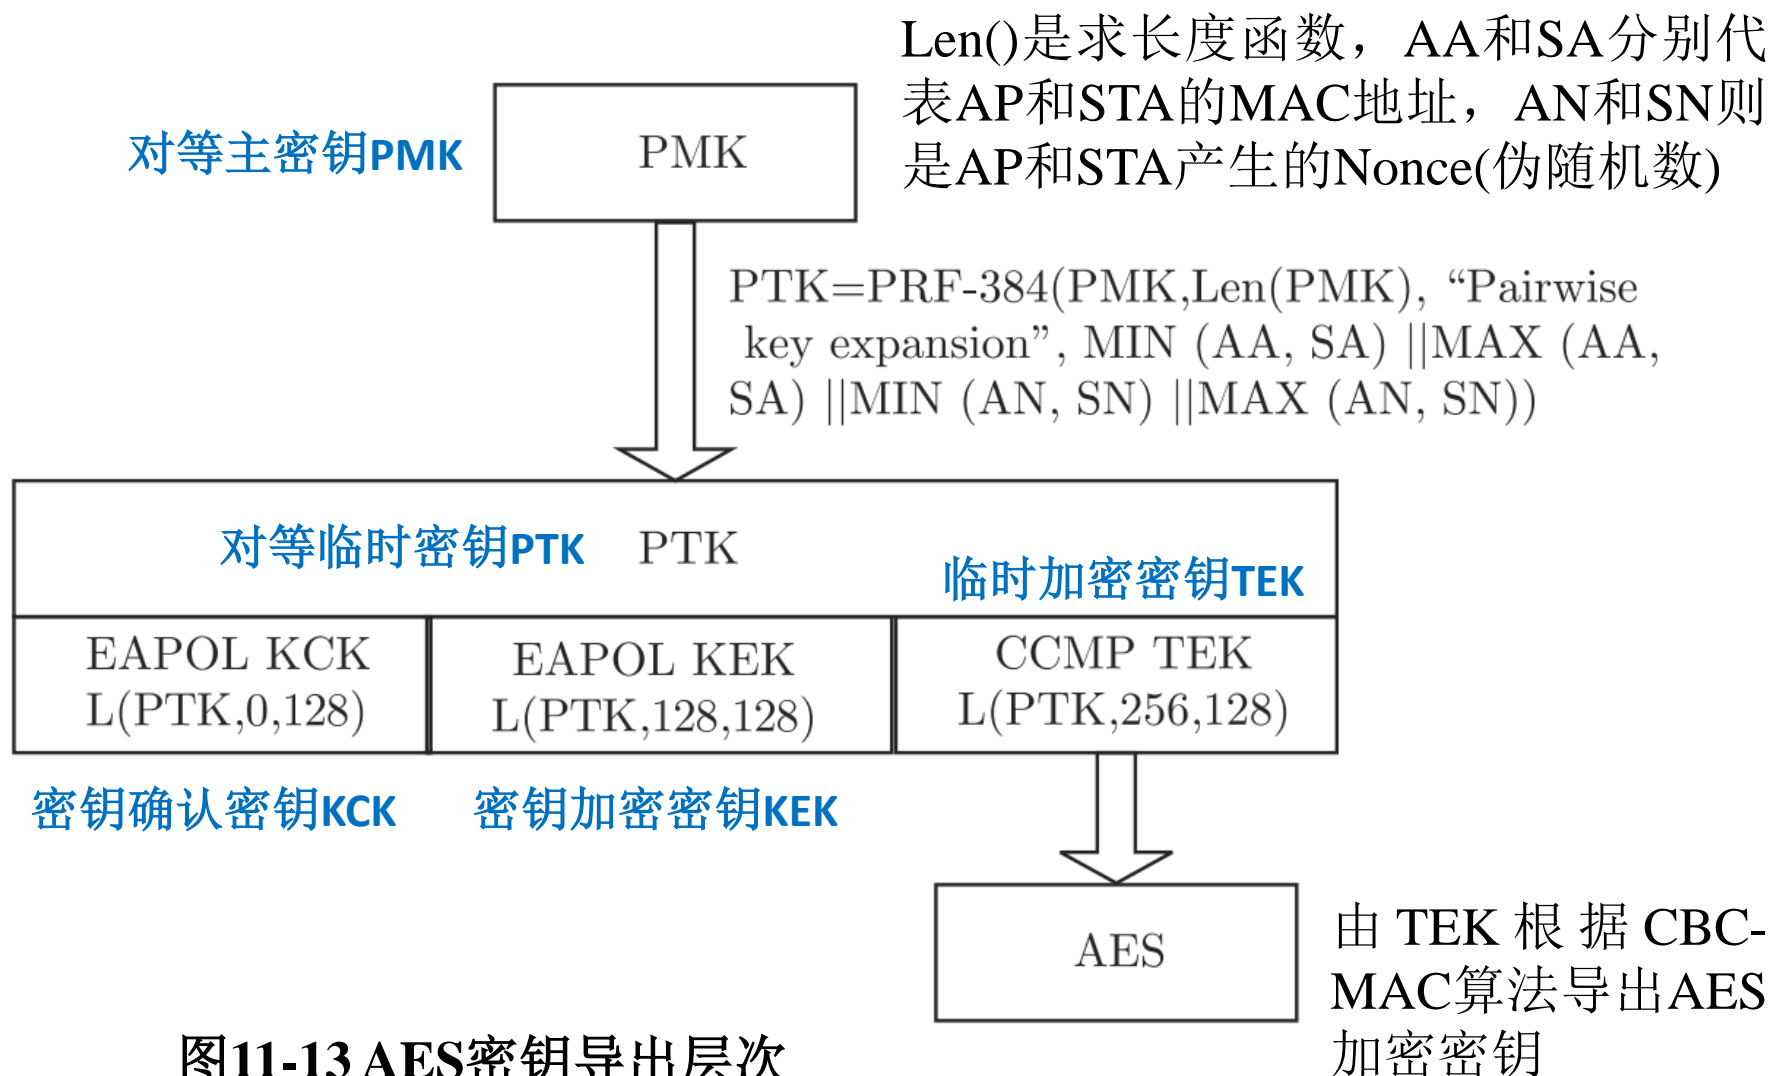 Len()是求长度函数，AA和SA分别代
表AP和STA的MAC地址，AN和SN则
是AP和STA产生的Nonce(伪随机数)
对等主密钥PMK
PMK
PTK=PRF-384(PMK,Len(PMK), “Pairwise
key expansion”, MIN (AA, SA) ||MAX (AA,
SA) ||MIN (AN, SN) ||MAX (AN, SN))
对等临时密钥PTK
PTK
临时加密密钥TEK
EAPOL KCK
L(PTK,0,128)
EAPOL KEK
L(PTK,128,128)
CCMP TEK
L(PTK,256,128)
密钥确认密钥KCK
密钥加密密钥KEK
AES
由 TEK 根 据 CBC-
MAC算法导出AES
加密密钥
图11-13 AES密钥导出层次